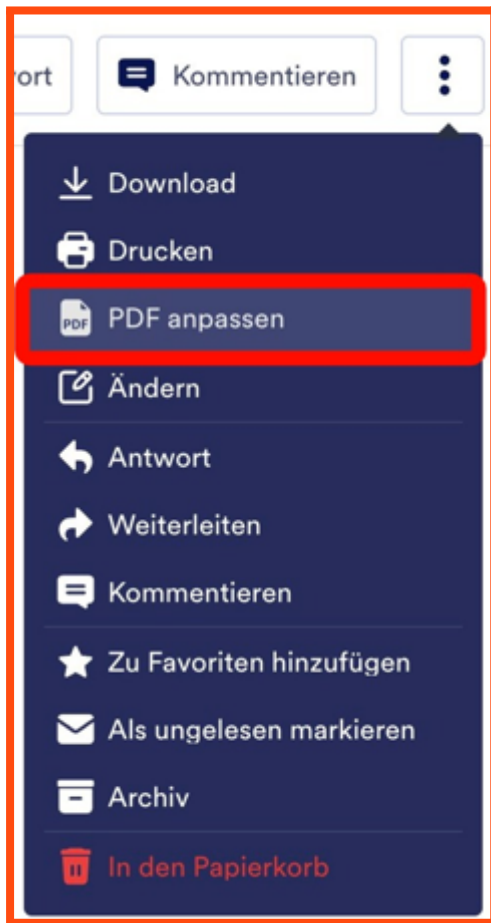 Kommentieren
Download
Drucken
PDF PDF anpassen
Ändern
Antwort
Weiterleiten
Kommentieren
Zu Favoriten hinzufügen
Als ungelesen markieren
Archiv
In den Papierkorb